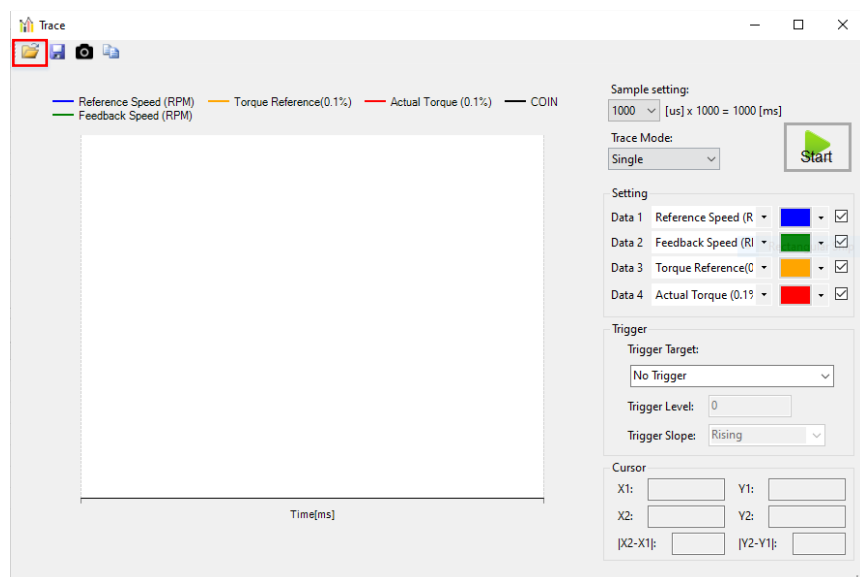 Trace
Reference Speed (RPM) Torque Reference(0.1%) Actual Torque (0.1%) COIN
Feedback Speed (RPM)
Time[ms]
Sample setting:
1000 [us] x 1000 = 1000 [ms]
Trace Mode:
Single
Start
Setting
Data 1 Reference Speed (R
Data 2 Feedback Speed (RI
Data 3 Torque Reference(0
Data 4 Actual Torque (0.1%
Trigger
Trigger Target:
No Trigger
Trigger Level: 0
Trigger Slope: Rising
Cursor
X1: Y1:
X2: Y2:
|X2-X1|: |Y2-Y1|: